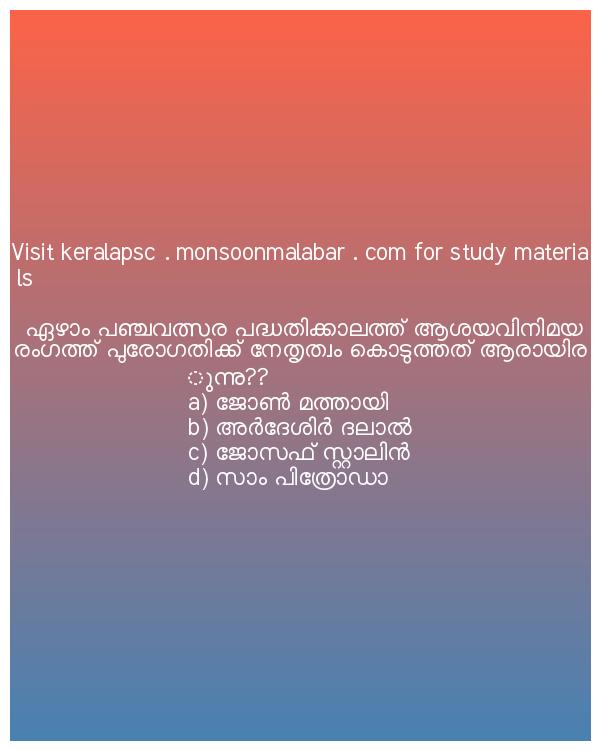 Visit keralapsc . monsoonmalabar . com for study materia
ls
ഏഴാം പഞ്ചവത്സര പദ്ധതിക്കാലത്ത് ആശയവിനിമയ
രംഗത്ത് പുരോഗതിക്ക് നേതൃത്വം കൊടുത്തത് ആരായിര
ുന്നു??
a) ജോൺ മത്തായി
b) അർദേശിർ ദലാൽ
c) ജോസഫ് സ്റ്റാലിൻ
d) സാം പിത്രോഡാ